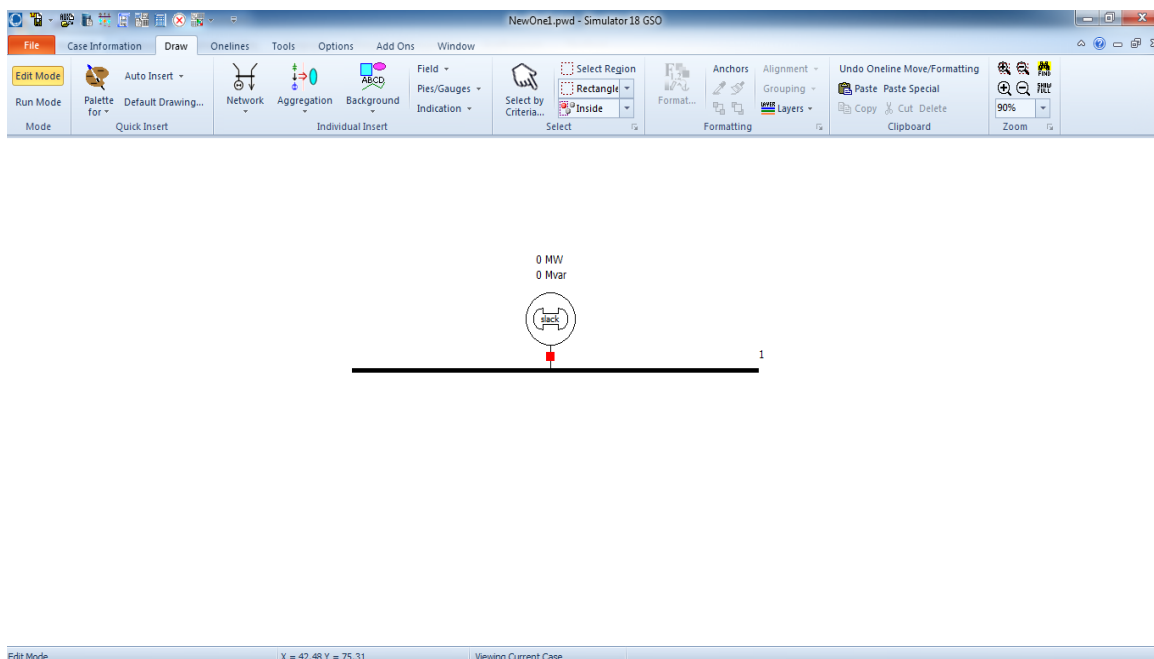 NewOne1.pwd - Simulator 18 GSO
File Case Information Draw Onelines Tools Options Add Ons Window
Edit Mode
Run Mode
Mode
Palette for
Auto Insert
Default Drawing...
Quick Insert
Network
Aggregation
ABCD
Background
Field
Pies/Gauges
Indication
Individual Insert
Select by Criteria...
Select Region
Rectangle
Inside
Select
Format...
Anchors
Alignment
Grouping
Layers
Formatting
Undo Oneline Move/Formatting
Paste Paste Special
Copy Cut Delete
Clipboard
FIND
90%
Zoom
0 MW
0 Mvar
slack
1
Edit Mode X = 42.48 Y = 75.31 Viewing Current Case